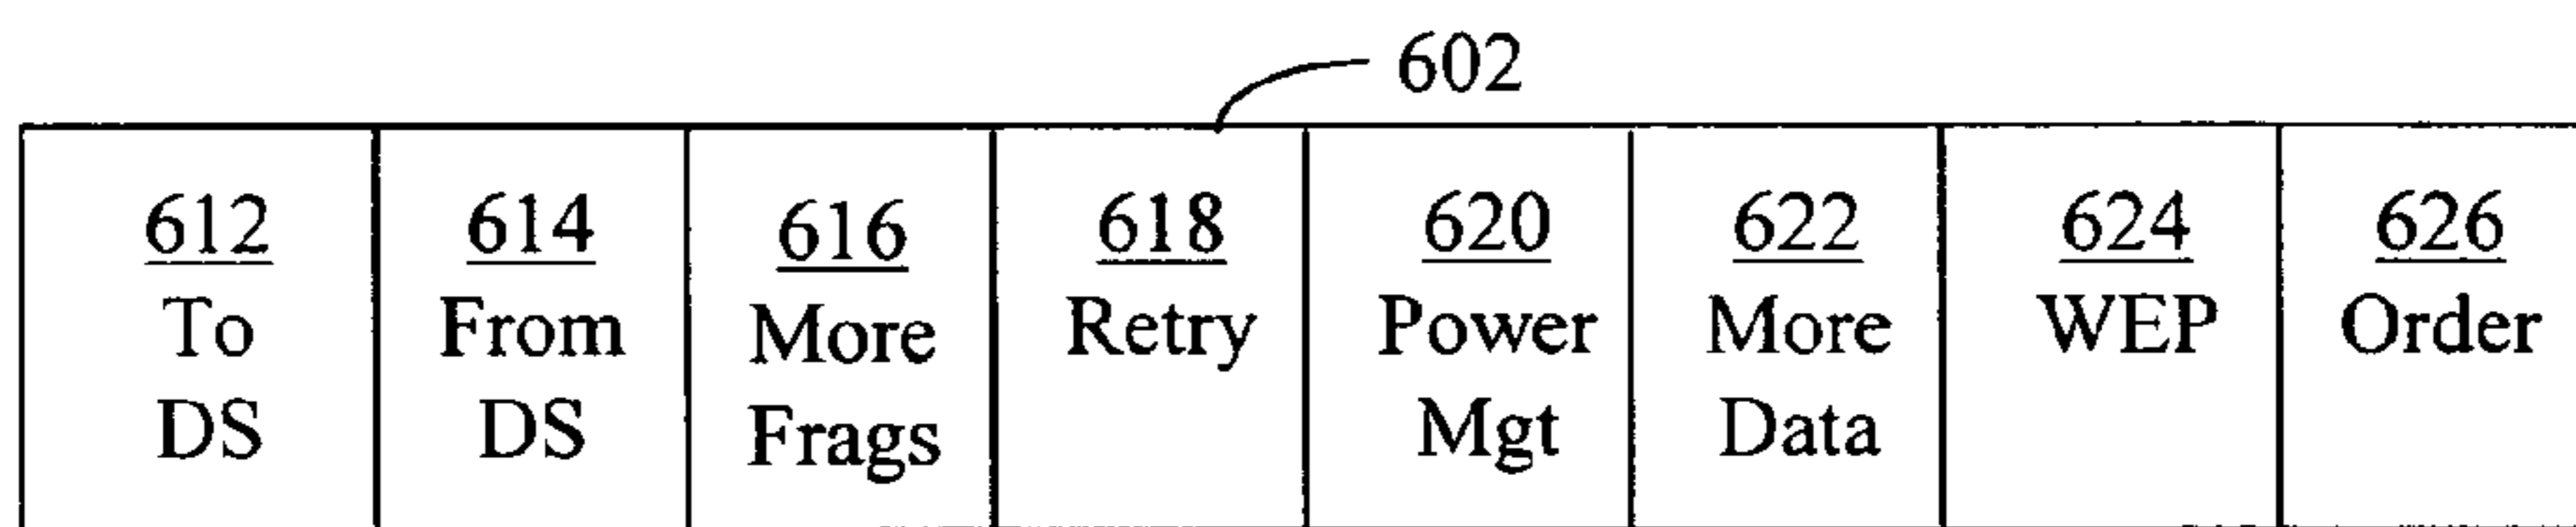 602
612 614 616 618 620 622 624 626
To From More Retry Power More WEP Order
DS DS Frags Mgt Data